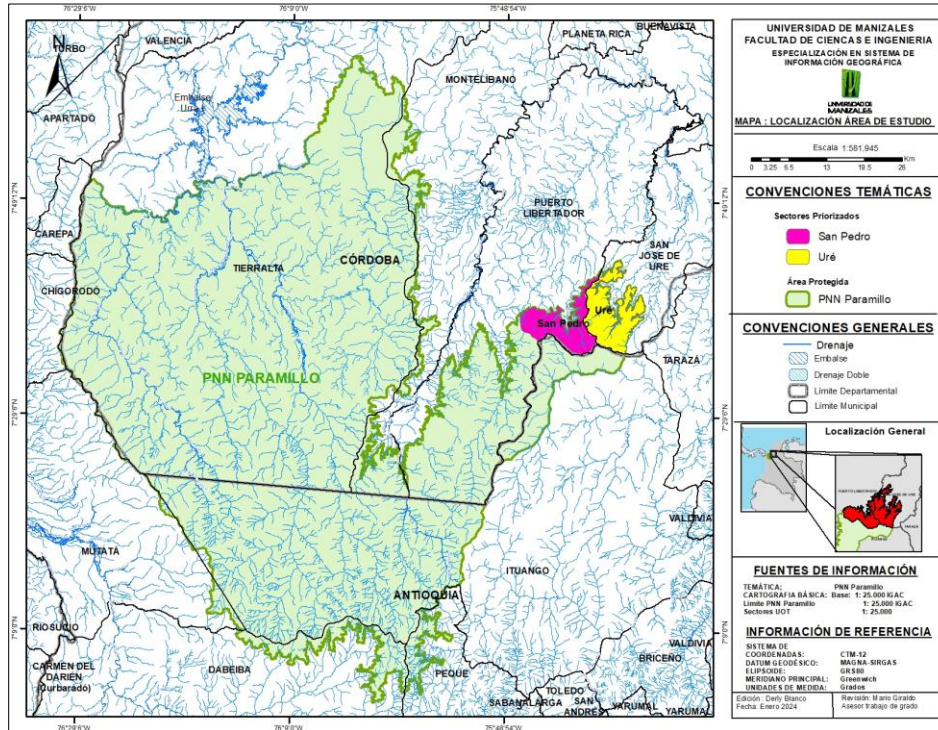 76°29'6"W 76°9'0"W 75°48'54"W
7°49'12"N
7°29'6"N
7°9'0"N
7°49'12"N
7°29'6"N
7°9'0"N
76°29'6"W 76°9'0"W 75°48'54"W
N
TURBO
VALENCIA
BUENAVISTA
PLANETA RICA
MONTELIBANO
Embalse
APARTADÓ
PUERTO
LIBERTADOR
CAREPA
SAN
JOSE DE
URE
TIERRALTA
CÓRDOBA
CHIGORODÓ
Uré
San Pedro
TARAZÁ
PNN PARAMILLO
VALDIVIA
MUTATÁ
ITUANGO
ANTIOQUIA
RIOSUCIO
VALDIVIA
BRICEÑO
DABEIBA
PEQUE
CARMEN DEL
DARIEN
(Curbaradó)
TOLEDO
SAN
ANDRÉS
SABANALARGA
YARUMAL
YARUMAL
UNIVERSIDAD DE MANIZALES
FACULTAD DE CIENCAS E INGENIERIA
ESPECIALIZACIÓN EN SISTEMA DE
INFORMACIÓN GEOGRÁFICA
UNIVERSIDAD DE
MANIZALES
MAPA : LOCALIZACIÓN ÁREA DE ESTUDIO
Escala 1:581,945
0 3.25 6.5 13 19.5 26 Km
CONVENCIONES TEMÁTICAS
Sectores Priorizados
San Pedro
Uré
Área Protegida
PNN Paramillo
CONVENCIONES GENERALES
Drenaje
Embalse
Drenaje Doble
Límite Departamental
Límite Municipal
Localización General
FUENTES DE INFORMACIÓN
TEMÁTICA: PNN Paramillo
CARTOGRAFIA BÁSICA: Base: 1: 25.000 IGAC
Limite PNN Paramillo 1: 25.000 IGAC
Sectores UOT 1: 25.000
INFORMACIÓN DE REFERENCIA
SISTEMA DE
COORDENADAS: CTM-12
DATUM GEODÉSICO: MAGNA-SIRGAS
ELIPSOIDE: GRS80
MERIDIANO PRINCIPAL: Greenwich
UNIDADES DE MEDIDA: Grados
Edición : Derly Blanco
Fecha: Enero 2024
Revisión: Mario Giraldo
Asesor trabajo de grado